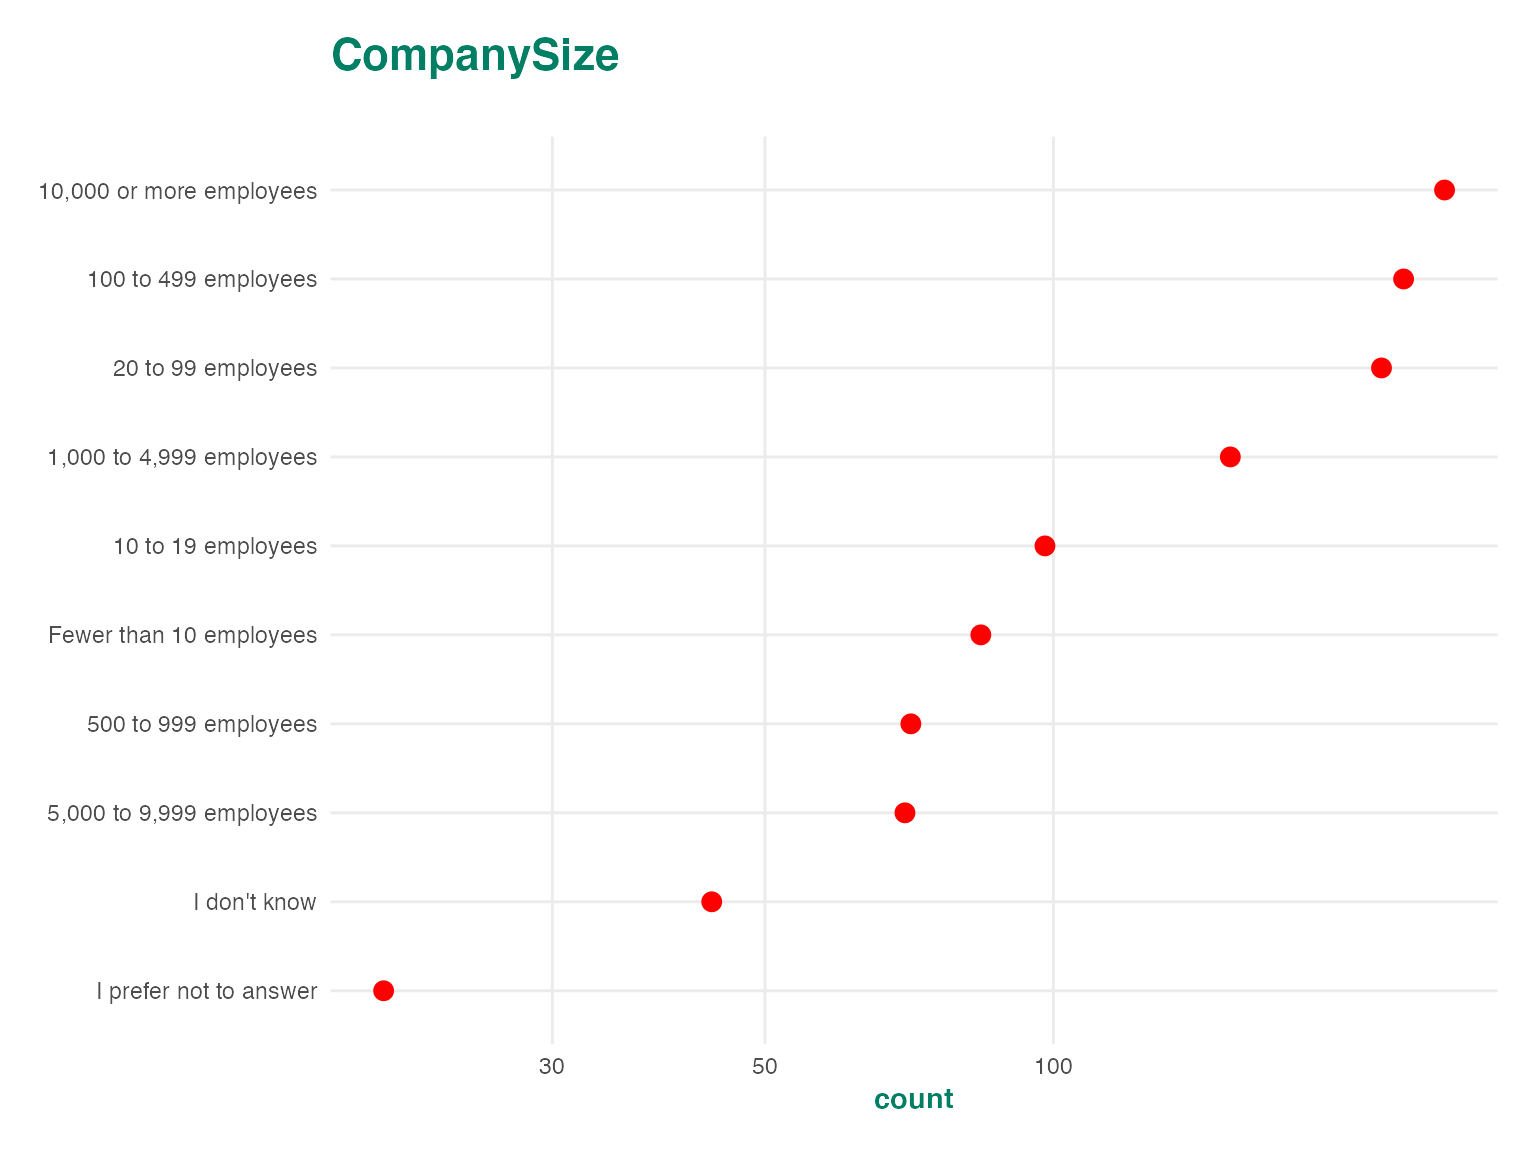 CompanySize
10,000 or more employees
100 to 499 employees
20 to 99 employees
1,000 to 4,999 employees
10 to 19 employees
Fewer than 10 employees
500 to 999 employees
5,000 to 9,999 employees
I don't know
I prefer not to answer
30 50 100
count